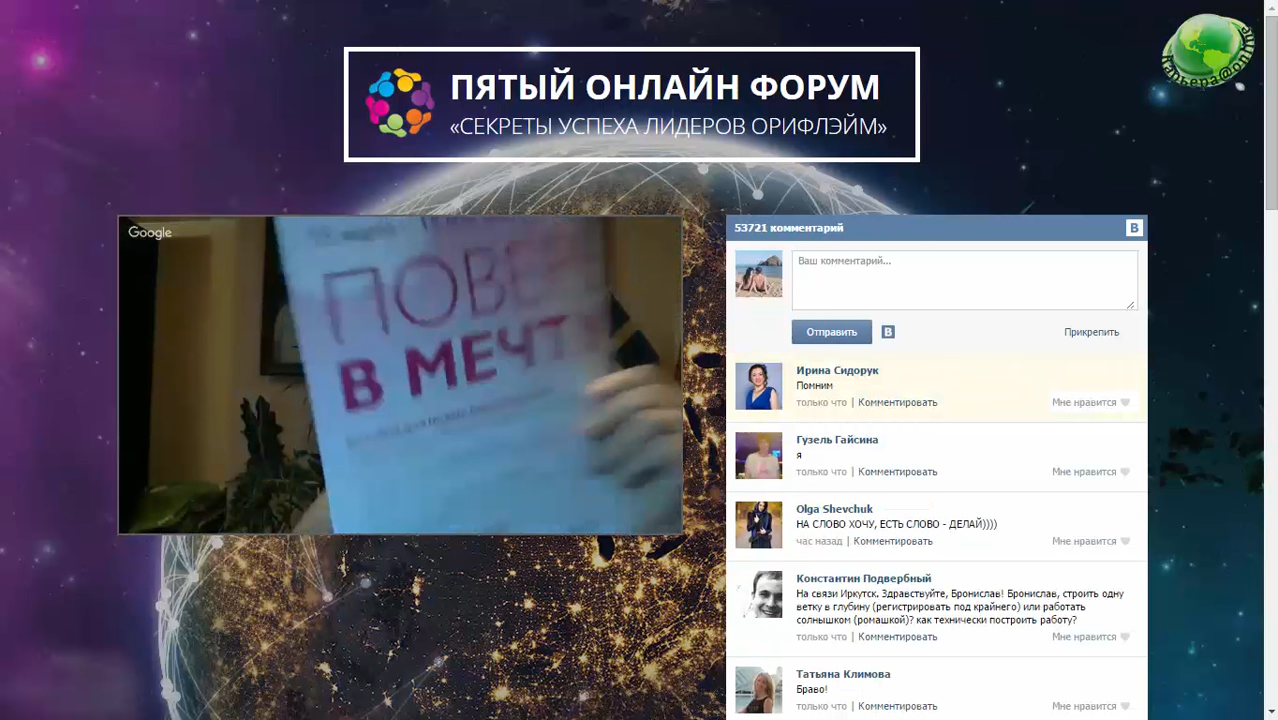 ПЯТЫЙ ОНЛАЙН ФОРУМ
«СЕКРЕТЫ УСПЕХА ЛИДЕРОВ ОРИФЛЭЙМ»
карьера@online
Google
В МЕЧТ
53721 комментарий
В
Ваш комментарий...
Отправить
В
Прикрепить
Ирина Сидорук
Помним
только что | Комментировать
Мне нравится
Гузель Гайсина
я
только что | Комментировать
Мне нравится
Olga Shevchuk
НА СЛОВО ХОЧУ, ЕСТЬ СЛОВО - ДЕЛАЙ))))
час назад | Комментировать
Мне нравится
Константин Подвербный
На связи Иркутск. Здравствуйте, Бронислав! Бронислав, строить одну
ветку в глубину (регистрировать под крайнего) или работать
солнышком (ромашкой)? как технически построить работу?
только что | Комментировать
Мне нравится
Татьяна Климова
Браво!
только что | Комментировать
Мне нравится